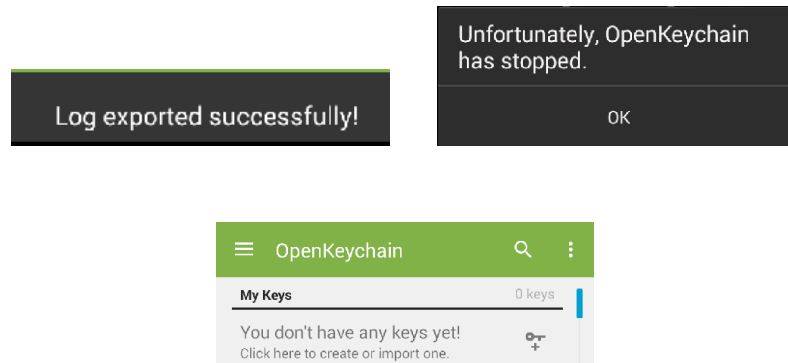 Log exported successfully!
Unfortunately, OpenKeychain
has stopped.
OK
OpenKeychain
My Keys 0 keys
You don't have any keys yet!
Click here to create or import one.